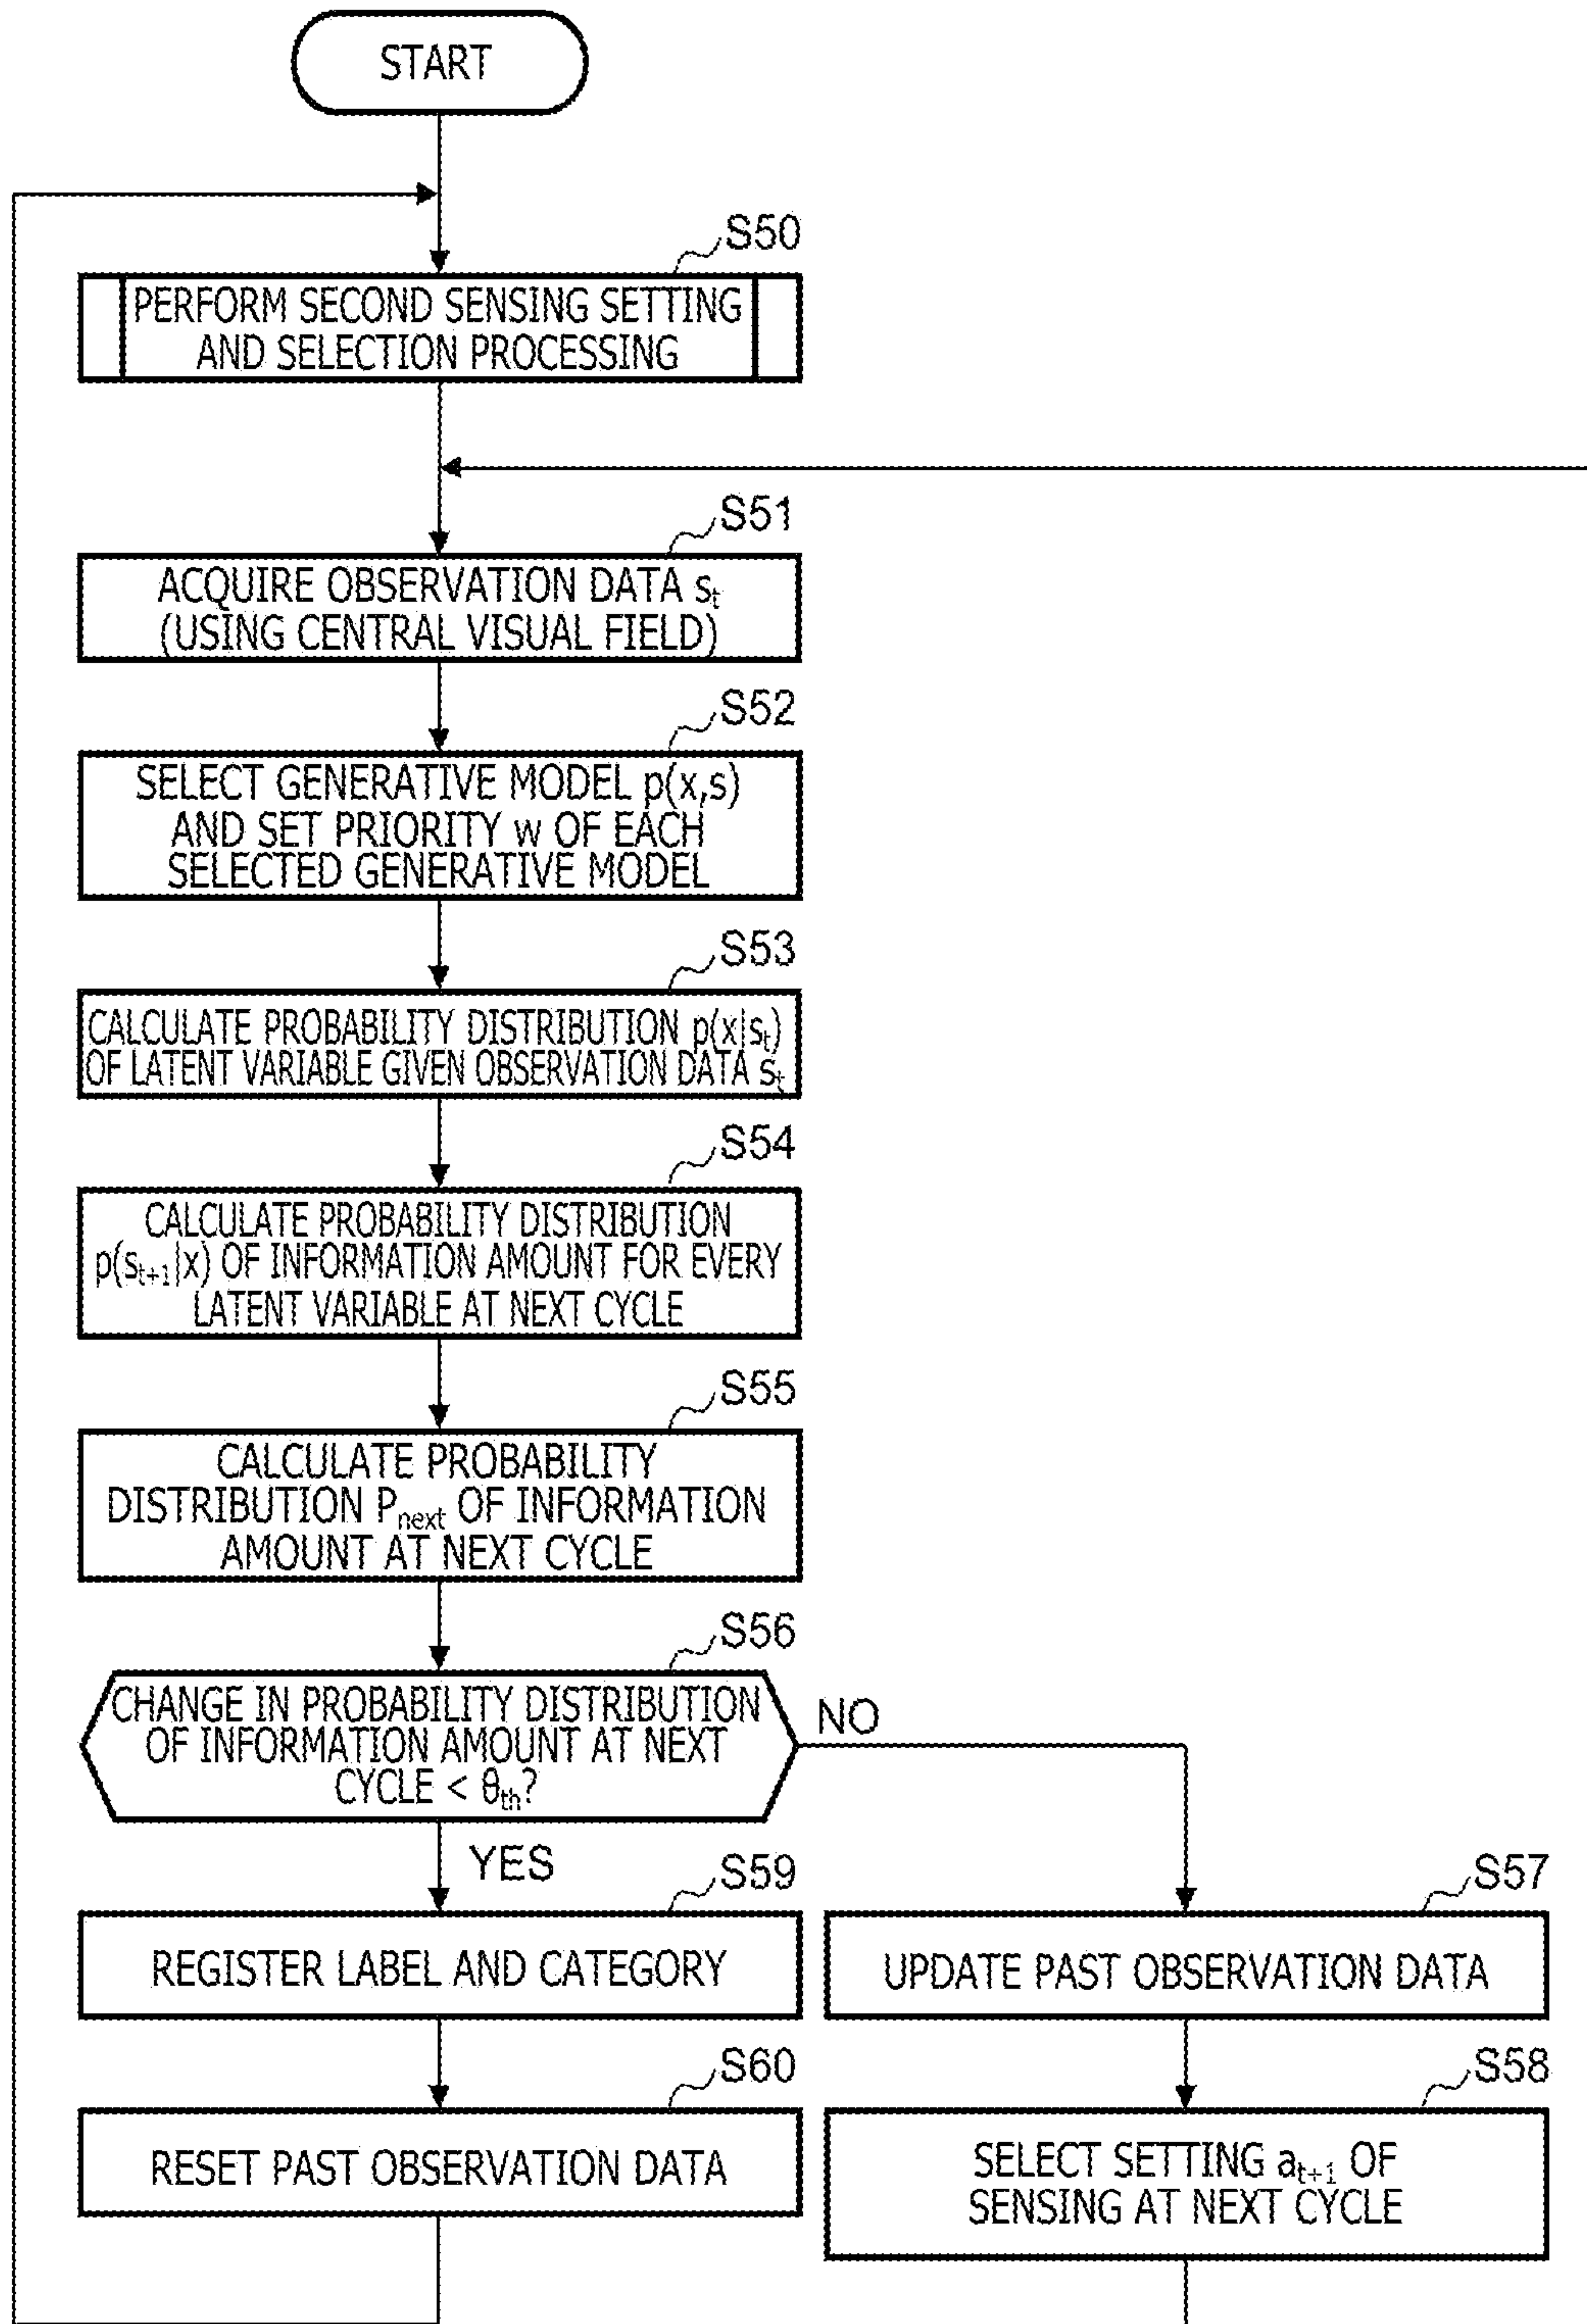 START
S50
PERFORM SECOND SENSING SETTING
AND SELECTION PROCESSING
S51
ACQUIRE OBSERVATION DATA sₜ
(USING CENTRAL VISUAL FIELD)
S52
SELECT GENERATIVE MODEL p(x,s)
AND SET PRIORITY w OF EACH
SELECTED GENERATIVE MODEL
S53
CALCULATE PROBABILITY DISTRIBUTION p(x|sₜ)
OF LATENT VARIABLE GIVEN OBSERVATION DATA sₜ
S54
CALCULATE PROBABILITY DISTRIBUTION
p(sₜ₊₁|x) OF INFORMATION AMOUNT FOR EVERY
LATENT VARIABLE AT NEXT CYCLE
S55
CALCULATE PROBABILITY
DISTRIBUTION Pₙₑₓₜ OF INFORMATION
AMOUNT AT NEXT CYCLE
S56
CHANGE IN PROBABILITY DISTRIBUTION
OF INFORMATION AMOUNT AT NEXT
CYCLE < θₜₕ?
NO
YES
S59
REGISTER LABEL AND CATEGORY
S57
UPDATE PAST OBSERVATION DATA
S60
RESET PAST OBSERVATION DATA
S58
SELECT SETTING aₜ₊₁ OF
SENSING AT NEXT CYCLE